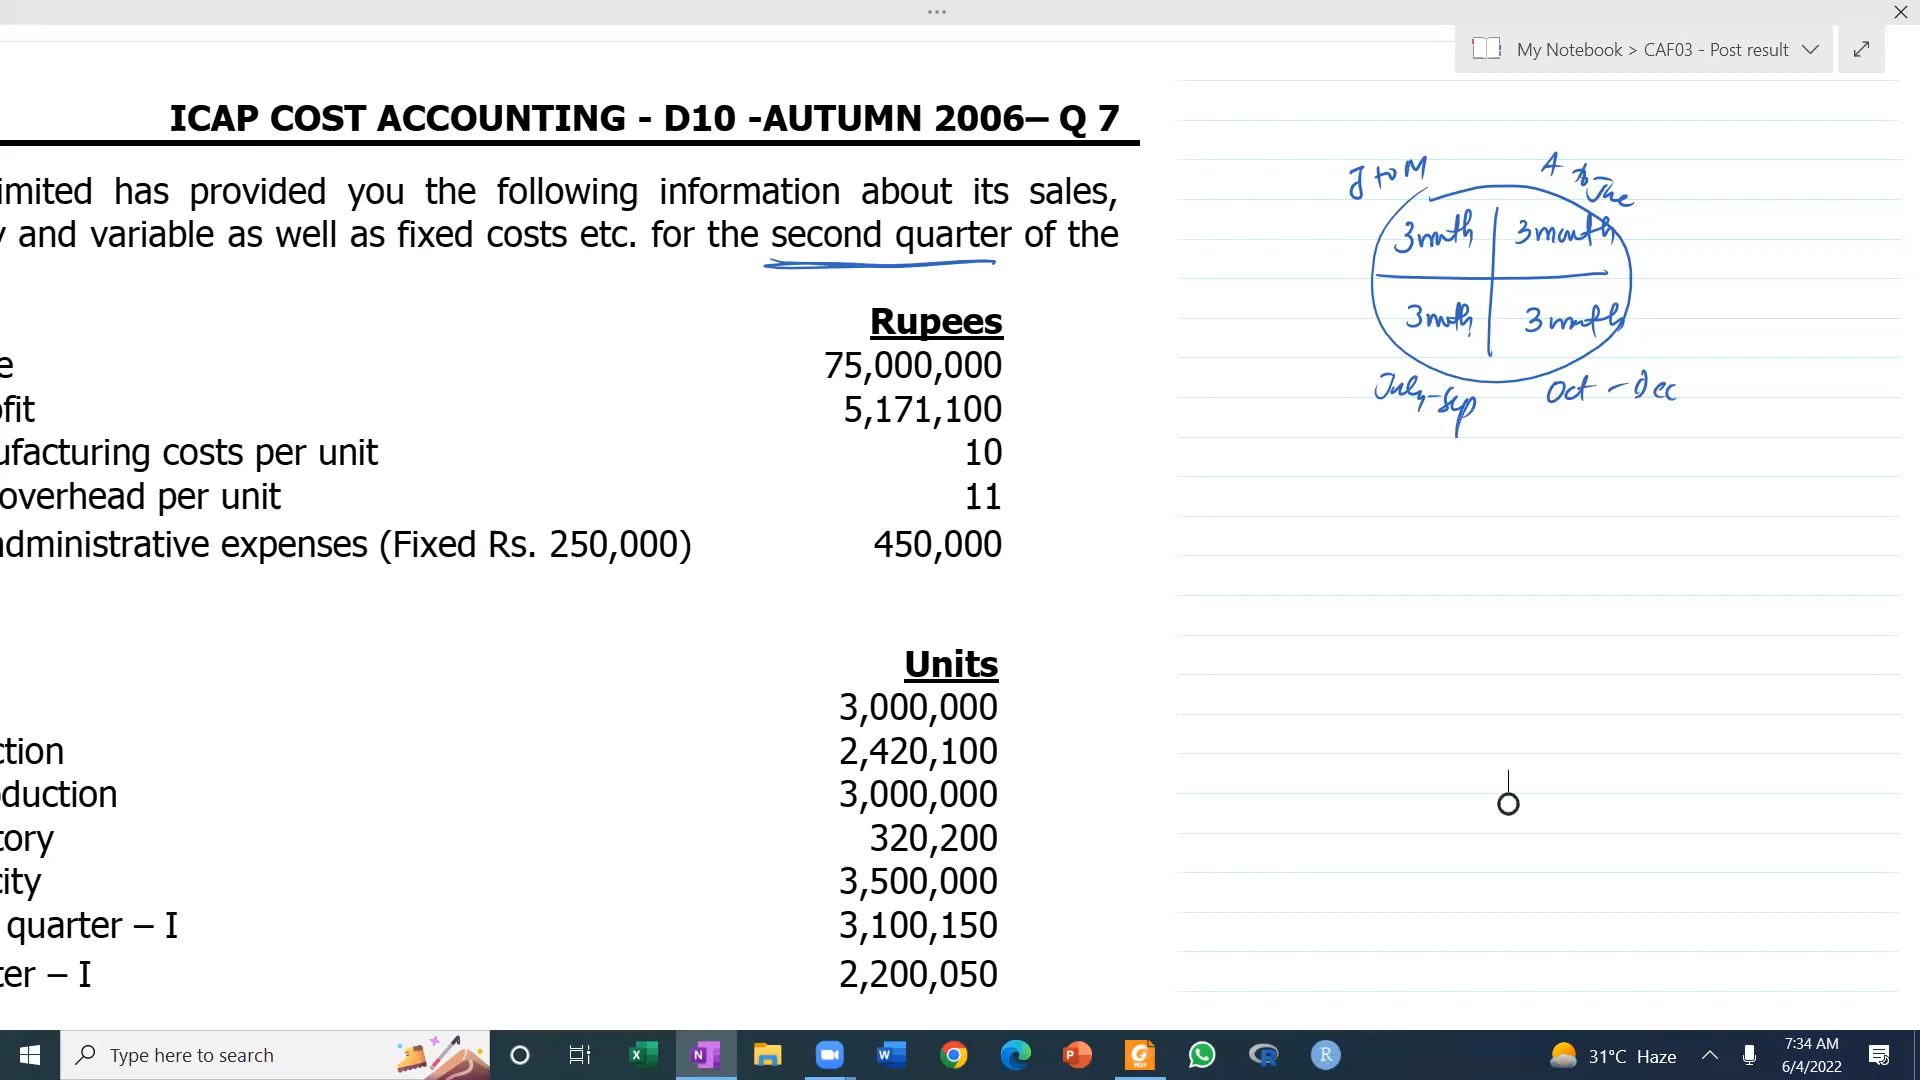 My Notebook > CAF03 - Post result
ICAP COST ACCOUNTING - D10 -AUTUMN 2006– Q 7
imited has provided you the following information about its sales,
and variable as well as fixed costs etc. for the second quarter of the
Rupees
e 75,000,000
ofit 5,171,100
ufacturing costs per unit 10
overhead per unit 11
administrative expenses (Fixed Rs. 250,000) 450,000
Units
3,000,000
ction 2,420,100
oduction 3,000,000
tory 320,200
city 3,500,000
quarter – I 3,100,150
ter – I 2,200,050
J to M
A to Jue
3 month 3 month
3 month 3 month
July-Sep Oct - Dec
Type here to search
31°C Haze
7:34 AM
6/4/2022